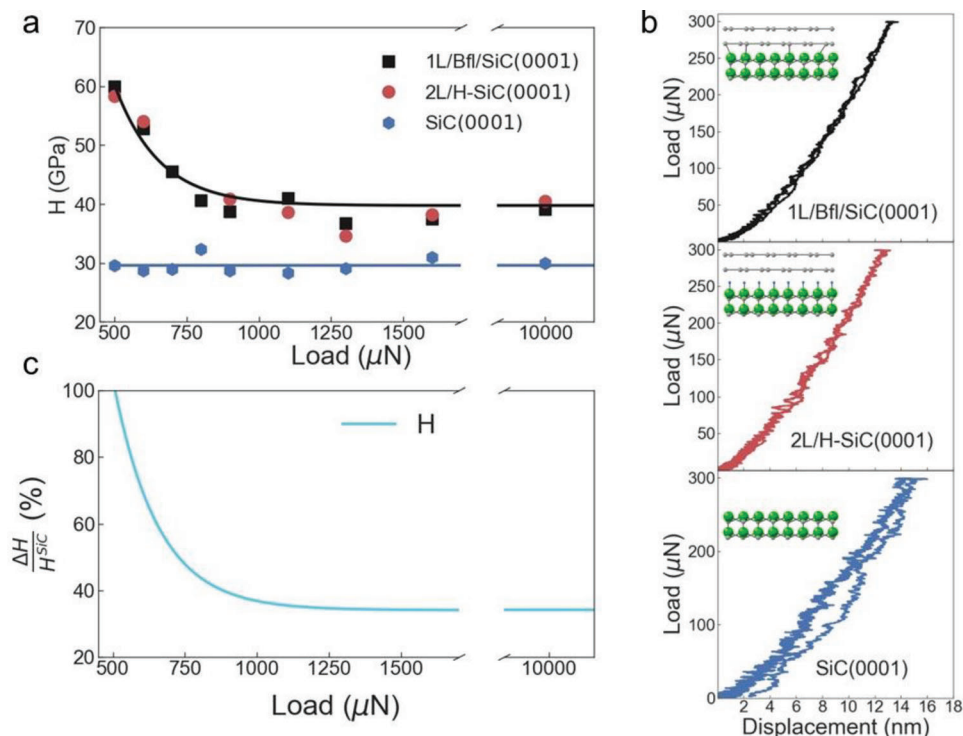 a
70
60
50
40
30
20
H (GPa)
1L/Bfl/SiC(0001)
2L/H-SiC(0001)
SiC(0001)
500 750 1000 1250 1500 10000
Load (μN)
c
100
80
60
40
20
ΔH
H^SiC (%)
H
500 750 1000 1250 1500 10000
Load (μN)
b
300
250
200
150
100
50
Load (μN)
1L/Bfl/SiC(0001)
300
250
200
150
100
50
Load (μN)
2L/H-SiC(0001)
300
200
100
0
Load (μN)
SiC(0001)
2 4 6 8 10 12 14 16 18
Displacement (nm)